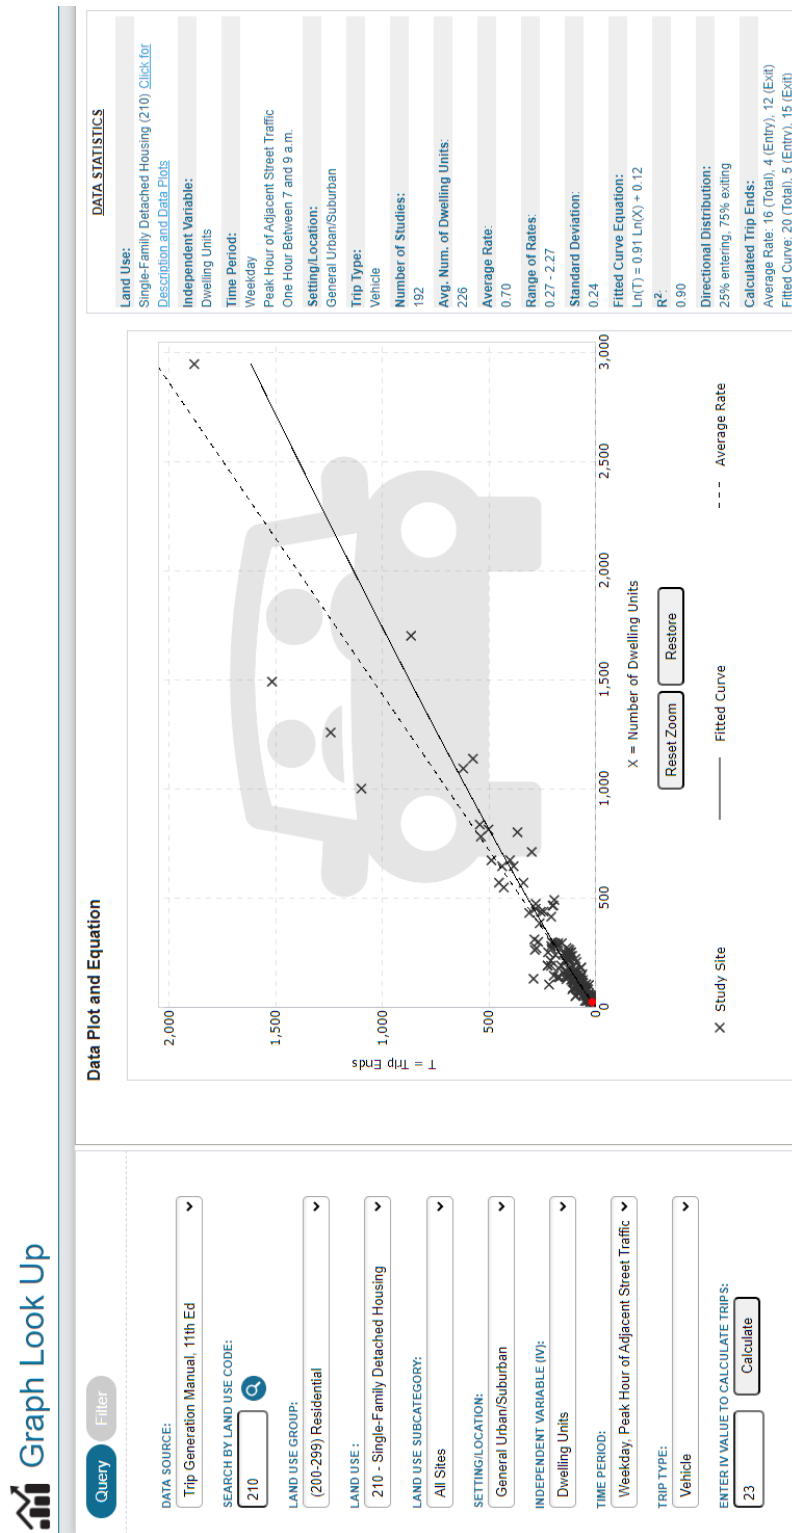 Graph Look Up
Query
Filter
DATA SOURCE:
Trip Generation Manual, 11th Ed
SEARCH BY LAND USE CODE:
210
LAND USE GROUP:
(200-299) Residential
LAND USE :
210 - Single-Family Detached Housing
LAND USE SUBCATEGORY:
All Sites
SETTING/LOCATION:
General Urban/Suburban
INDEPENDENT VARIABLE (IV):
Dwelling Units
TIME PERIOD:
Weekday, Peak Hour of Adjacent Street Traffic
TRIP TYPE:
Vehicle
ENTER IV VALUE TO CALCULATE TRIPS:
23
Calculate
Data Plot and Equation
T = Trip Ends
2,000
1,500
1,000
500
0
0
500
1,000
1,500
2,000
2,500
3,000
X = Number of Dwelling Units
Reset Zoom
Restore
Study Site
Fitted Curve
Average Rate
DATA STATISTICS
Land Use:
Single-Family Detached Housing (210) Click for
Description and Data Plots
Independent Variable:
Dwelling Units
Time Period:
Weekday
Peak Hour of Adjacent Street Traffic
One Hour Between 7 and 9 a.m.
Setting/Location:
General Urban/Suburban
Trip Type:
Vehicle
Number of Studies:
192
Avg. Num. of Dwelling Units:
226
Average Rate:
0.70
Range of Rates:
0.27 - 2.27
Standard Deviation:
0.24
Fitted Curve Equation:
Ln(T) = 0.91 Ln(X) + 0.12
R²:
0.90
Directional Distribution:
25% entering, 75% exiting
Calculated Trip Ends:
Average Rate: 16 (Total), 4 (Entry), 12 (Exit)
Fitted Curve: 20 (Total), 5 (Entry), 15 (Exit)